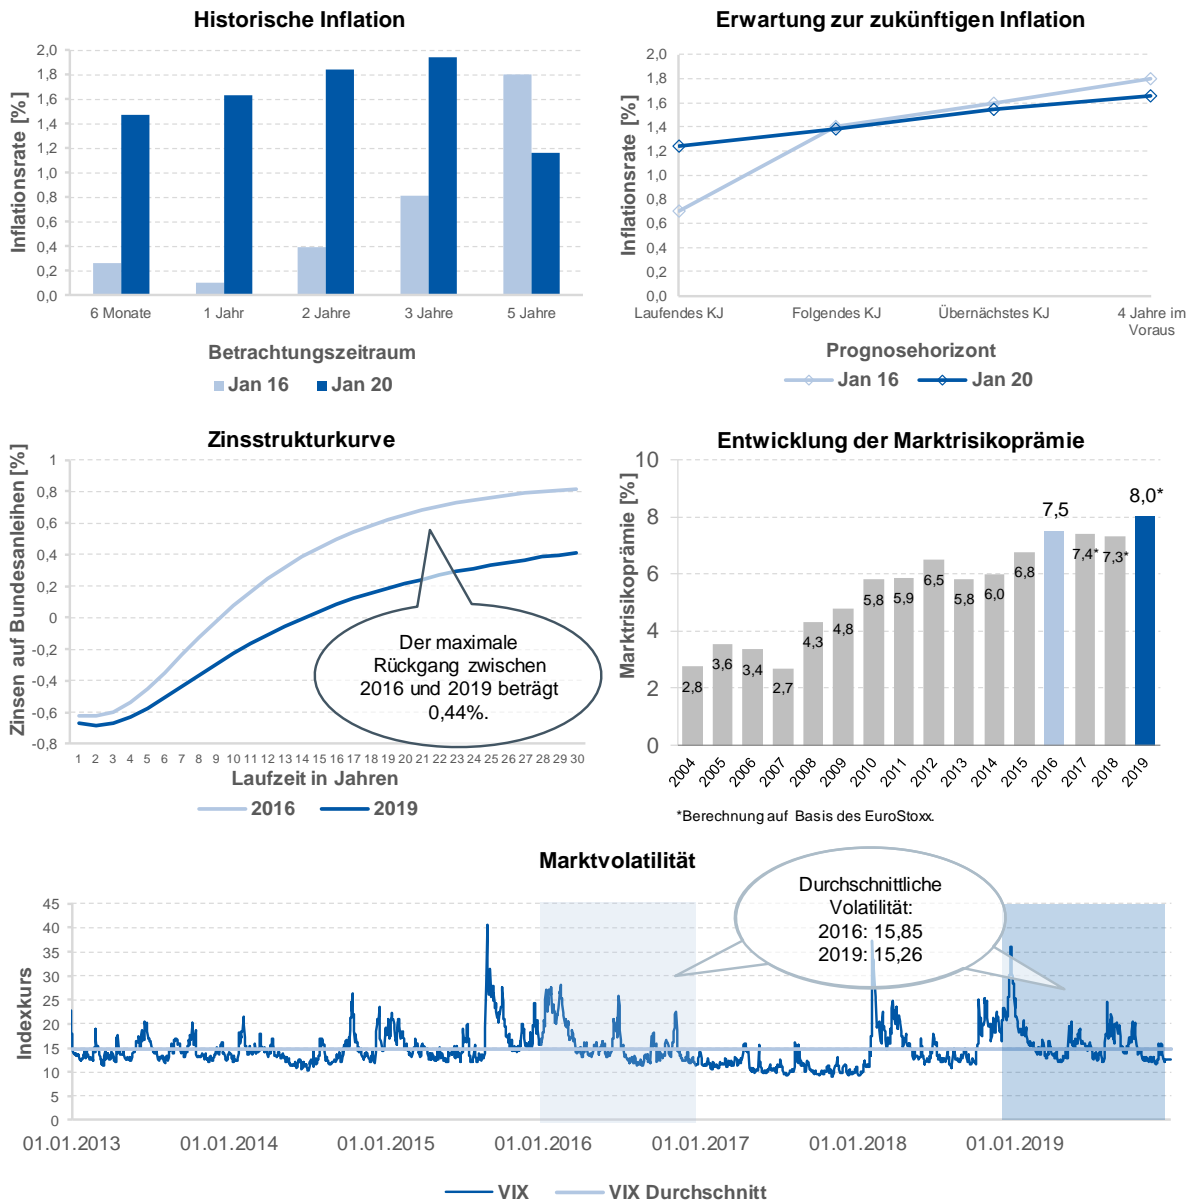 Historische Inflation
Inflationsrate [%]
2,0
1,8
1,6
1,4
1,2
1,0
0,8
0,6
0,4
0,2
0,0
6 Monate 1 Jahr 2 Jahre 3 Jahre 5 Jahre
Betrachtungszeitraum
Jan 16 Jan 20
Erwartung zur zukünftigen Inflation
Inflationsrate [%]
2,0
1,8
1,6
1,4
1,2
1,0
0,8
0,6
0,4
0,2
0,0
Laufendes KJ Folgendes KJ Übernächstes KJ 4 Jahre im
Voraus
Prognosehorizont
Jan 16 Jan 20
Zinsstrukturkurve
Zinsen auf Bundesanleihen [%]
1
0,8
0,6
0,4
0,2
0
-0,2
-0,4
-0,6
-0,8
Der maximale
Rückgang zwischen
2016 und 2019 beträgt
0,44%.
1 2 3 4 5 6 7 8 9 10 11 12 13 14 15 16 17 18 19 20 21 22 23 24 25 26 27 28 29 30
Laufzeit in Jahren
2016 2019
Entwicklung der Marktrisikoprämie
Marktrisikoprämie [%]
10
8
6
4
2
0
2,8 3,6 3,4 2,7 4,3 4,8 5,8 5,9 6,5 5,8 6,0 6,8 7,5 7,4* 7,3* 8,0*
2004 2005 2006 2007 2008 2009 2010 2011 2012 2013 2014 2015 2016 2017 2018 2019
*Berechnung auf Basis des EuroStoxx.
Marktvolatilität
Durchschnittliche
Volatilität:
2016: 15,85
2019: 15,26
Indexkurs
45
40
35
30
25
20
15
10
5
0
01.01.2013 01.01.2014 01.01.2015 01.01.2016 01.01.2017 01.01.2018 01.01.2019
VIX VIX Durchschnitt